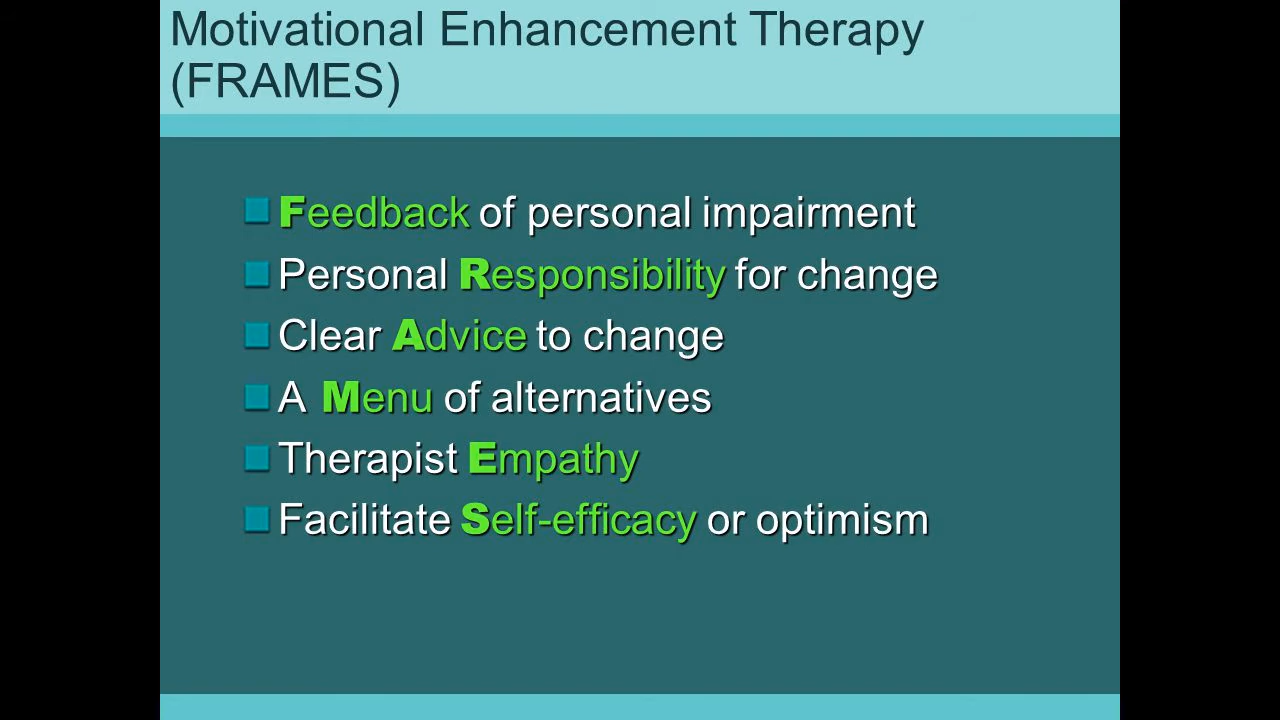 Motivational Enhancement Therapy
(FRAMES)
Feedback of personal impairment
Personal Responsibility for change
Clear Advice to change
A Menu of alternatives
Therapist Empathy
Facilitate Self-efficacy or optimism